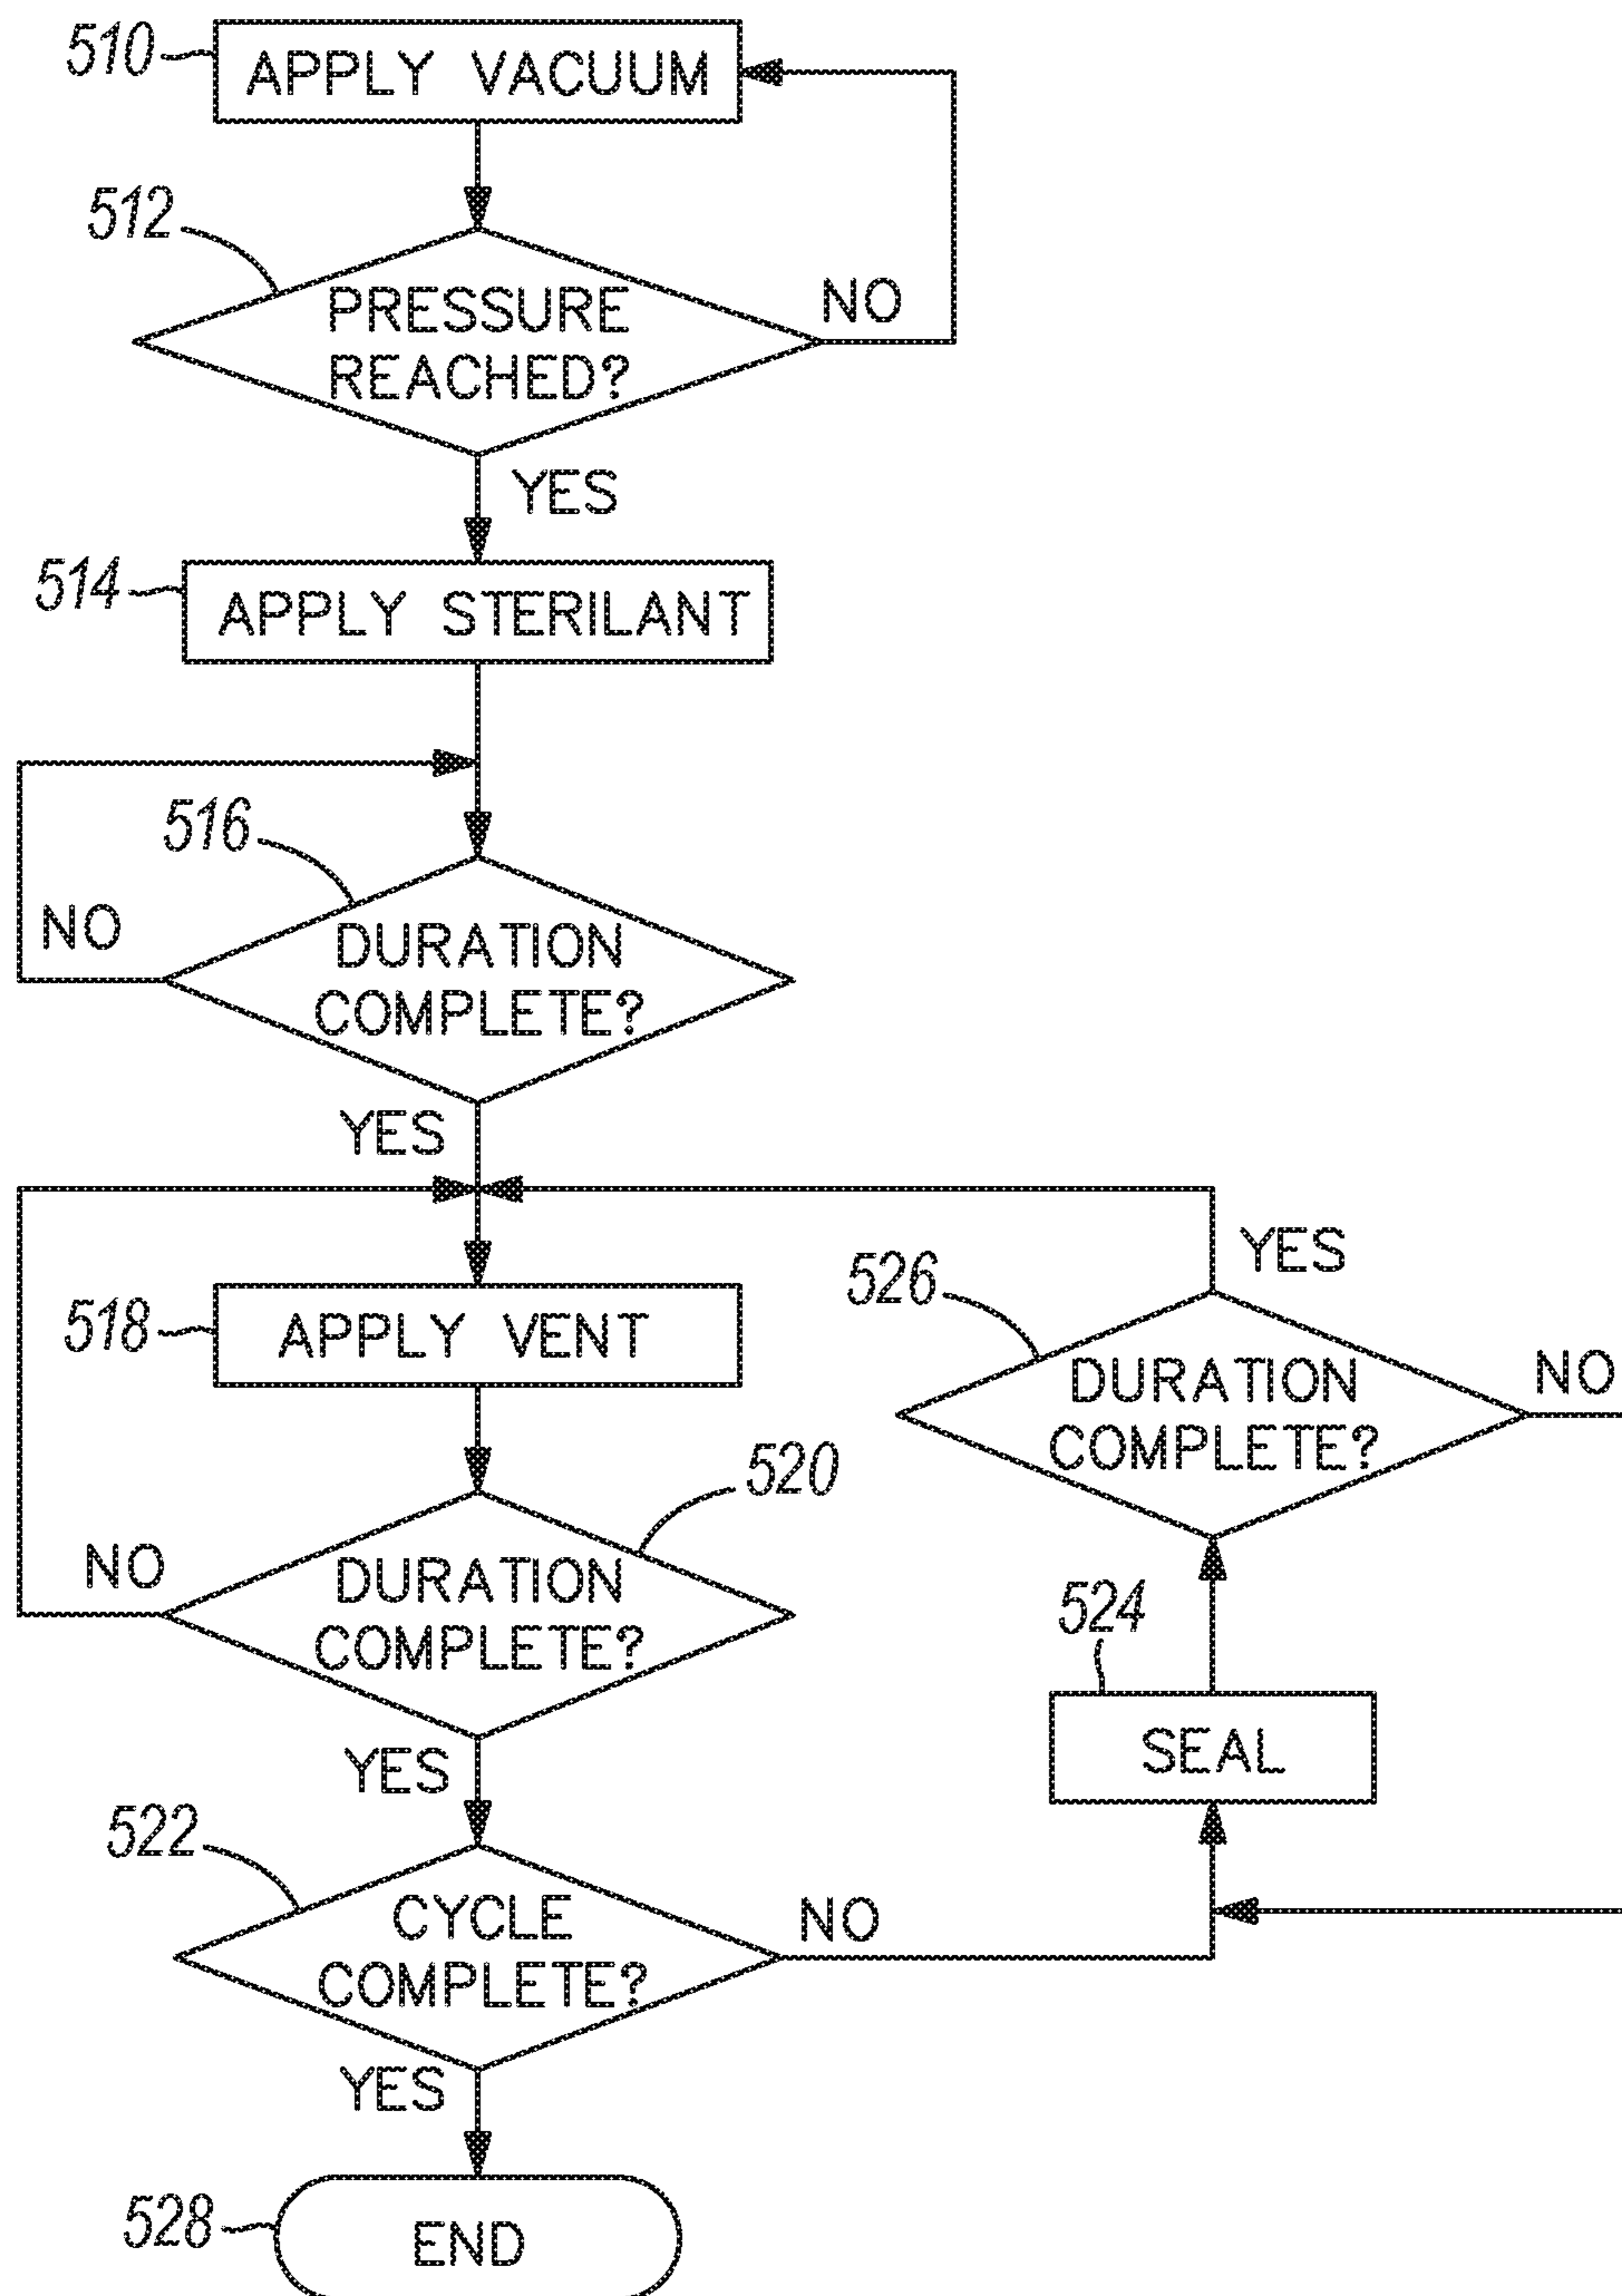 510
APPLY VACUUM
512
PRESSURE
REACHED?
NO
YES
514
APPLY STERILANT
516
NO
DURATION
COMPLETE?
YES
518
APPLY VENT
520
NO
DURATION
COMPLETE?
YES
522
CYCLE
COMPLETE?
NO
YES
528
END
526
YES
DURATION
COMPLETE?
NO
524
SEAL